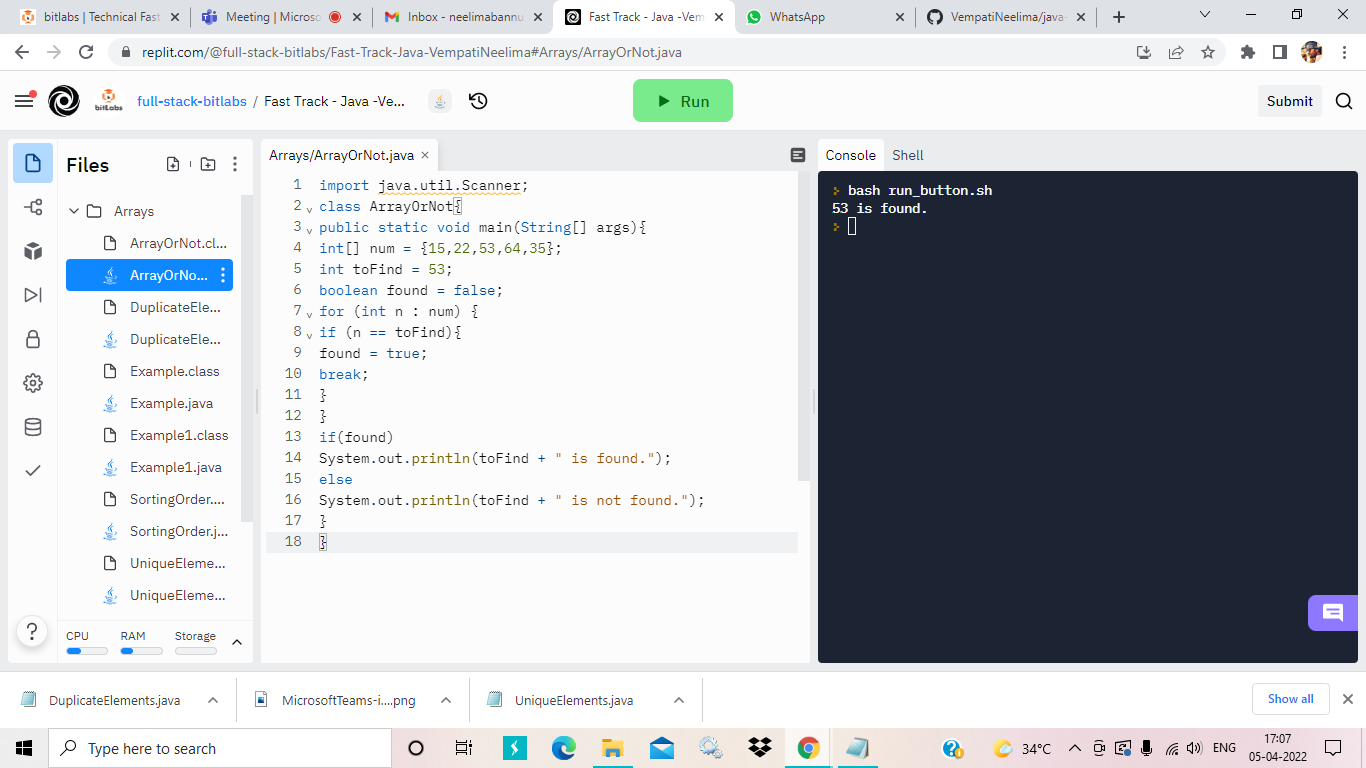 bitlabs | Technical Fast
Meeting | Microso
Inbox - neelimabannu
Fast Track - Java -Vem
WhatsApp
VempatiNeelima/java-
replit.com/@full-stack-bitlabs/Fast-Track-Java-VempatiNeelima#Arrays/ArrayOrNot.java
bitLabs
full-stack-bitlabs / Fast Track - Java -Ve...
Run
Submit
Files
Arrays
ArrayOrNot.cl...
ArrayOrNo...
DuplicateEle...
DuplicateEle...
Example.class
Example.java
Example1.class
Example1.java
SortingOrder....
SortingOrder.j...
UniqueEleme...
UniqueEleme...
?
CPU RAM Storage
Arrays/ArrayOrNot.java
1 import java.util.Scanner;
2 class ArrayOrNot{
3 public static void main(String[] args){
4 int[] num = {15,22,53,64,35};
5 int toFind = 53;
6 boolean found = false;
7 for (int n : num) {
8 if (n == toFind){
9 found = true;
10 break;
11 }
12 }
13 if(found)
14 System.out.println(toFind + " is found.");
15 else
16 System.out.println(toFind + " is not found.");
17 }
18 }
Console Shell
bash run_button.sh
53 is found.
DuplicateElements.java
MicrosoftTeams-i....png
UniqueElements.java
Show all
Type here to search
34°C
ENG
17:07
05-04-2022